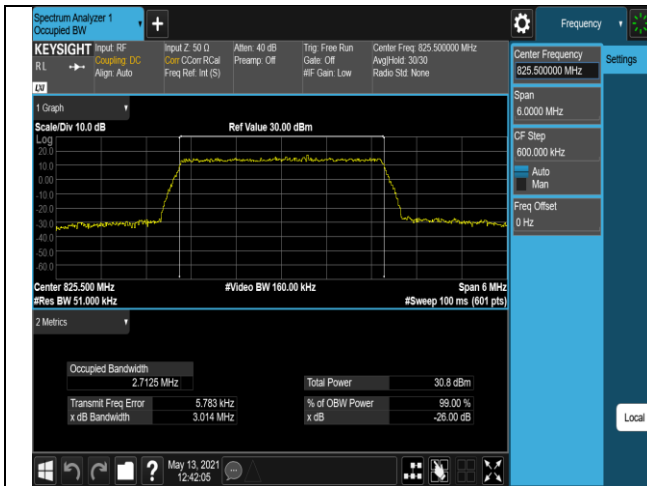 Spectrum Analyzer 1
Occupied BW
Frequency
KEYSIGHT
RL
LXI
Input: RF
Coupling: DC
Align: Auto
Input Z: 50 Ω
Corr CCorr RCal
Freq Ref: Int (S)
Atten: 40 dB
Preamp: Off
Trig: Free Run
Gate: Off
#IF Gain: Low
Center Freq: 825.500000 MHz
Avg|Hold: 30/30
Radio Std: None
Center Frequency
825.500000 MHz
Settings
Span
6.0000 MHz
CF Step
600.000 kHz
Auto
Man
Freq Offset
0 Hz
Local
1 Graph
Scale/Div 10.0 dB
Ref Value 30.00 dBm
Log
20.0
10.0
0.00
-10.0
-20.0
-30.0
-40.0
-50.0
-60.0
Center 825.500 MHz
#Video BW 160.00 kHz
Span 6 MHz
#Res BW 51.000 kHz
#Sweep 100 ms (601 pts)
2 Metrics
Occupied Bandwidth
2.7125 MHz
Total Power 30.8 dBm
Transmit Freq Error 5.783 kHz
% of OBW Power 99.00 %
x dB Bandwidth 3.014 MHz
x dB -26.00 dB
?
May 13, 2021
12:42:05